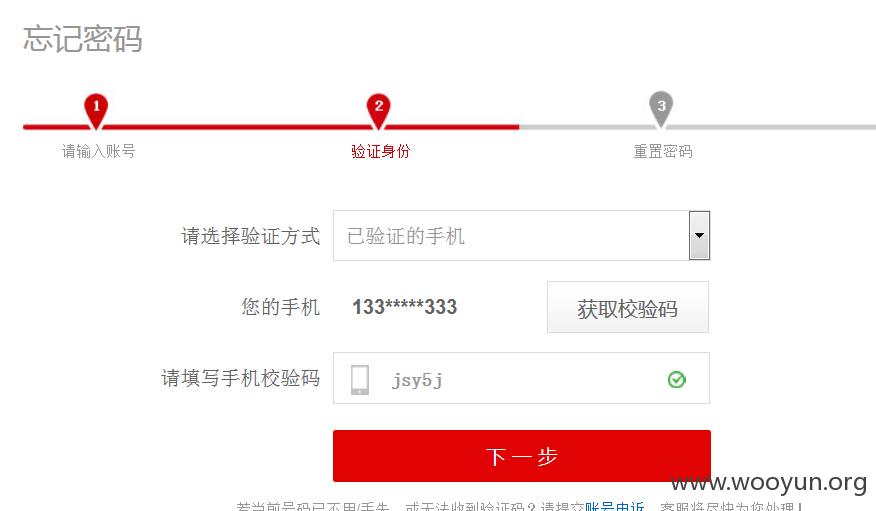 忘记密码
1 2 3
请输入账号 验证身份 重置密码
请选择验证方式 已验证的手机
您的手机 133*****333 获取校验码
请填写手机校验码 jsy5j
下一步
www.wooyun.org
若当前号码已不用/丢失，或无法收到验证码？请提交账号申诉，客服将尽快为您处理！